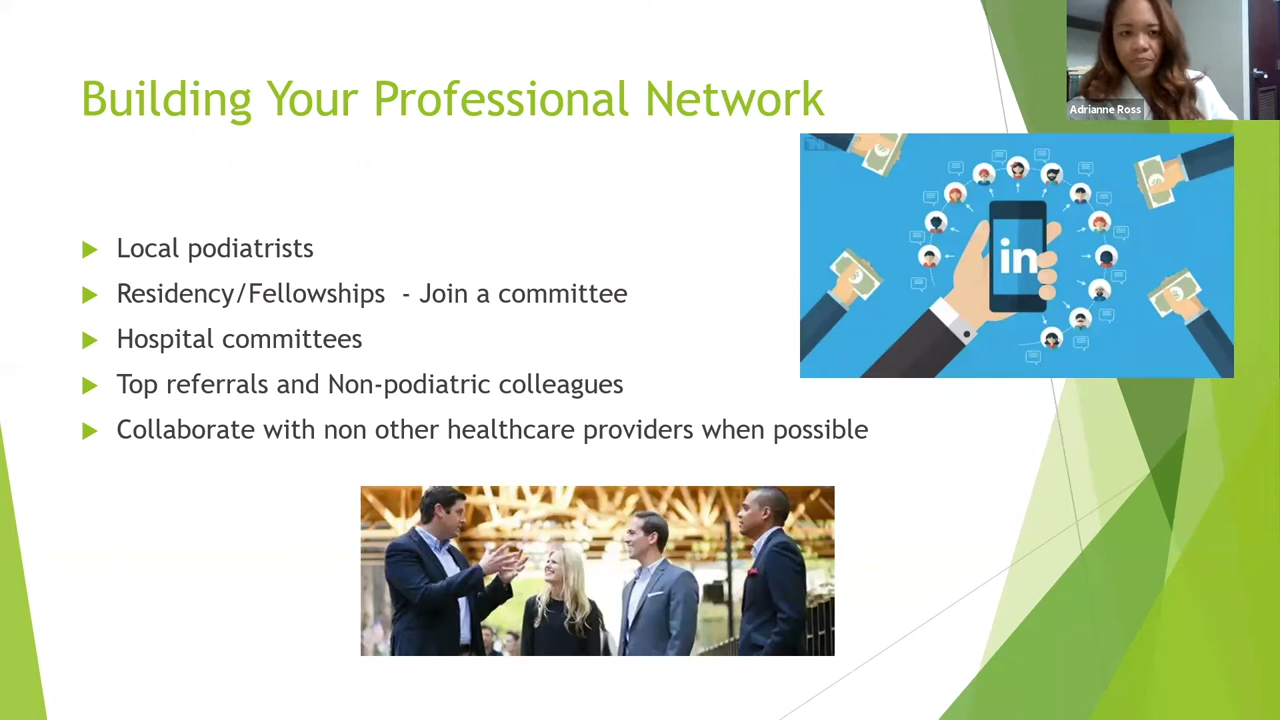 Building Your Professional Network
Adrianne Ross
in
Local podiatrists
Residency/Fellowships - Join a committee
Hospital committees
Top referrals and Non-podiatric colleagues
Collaborate with non other healthcare providers when possible